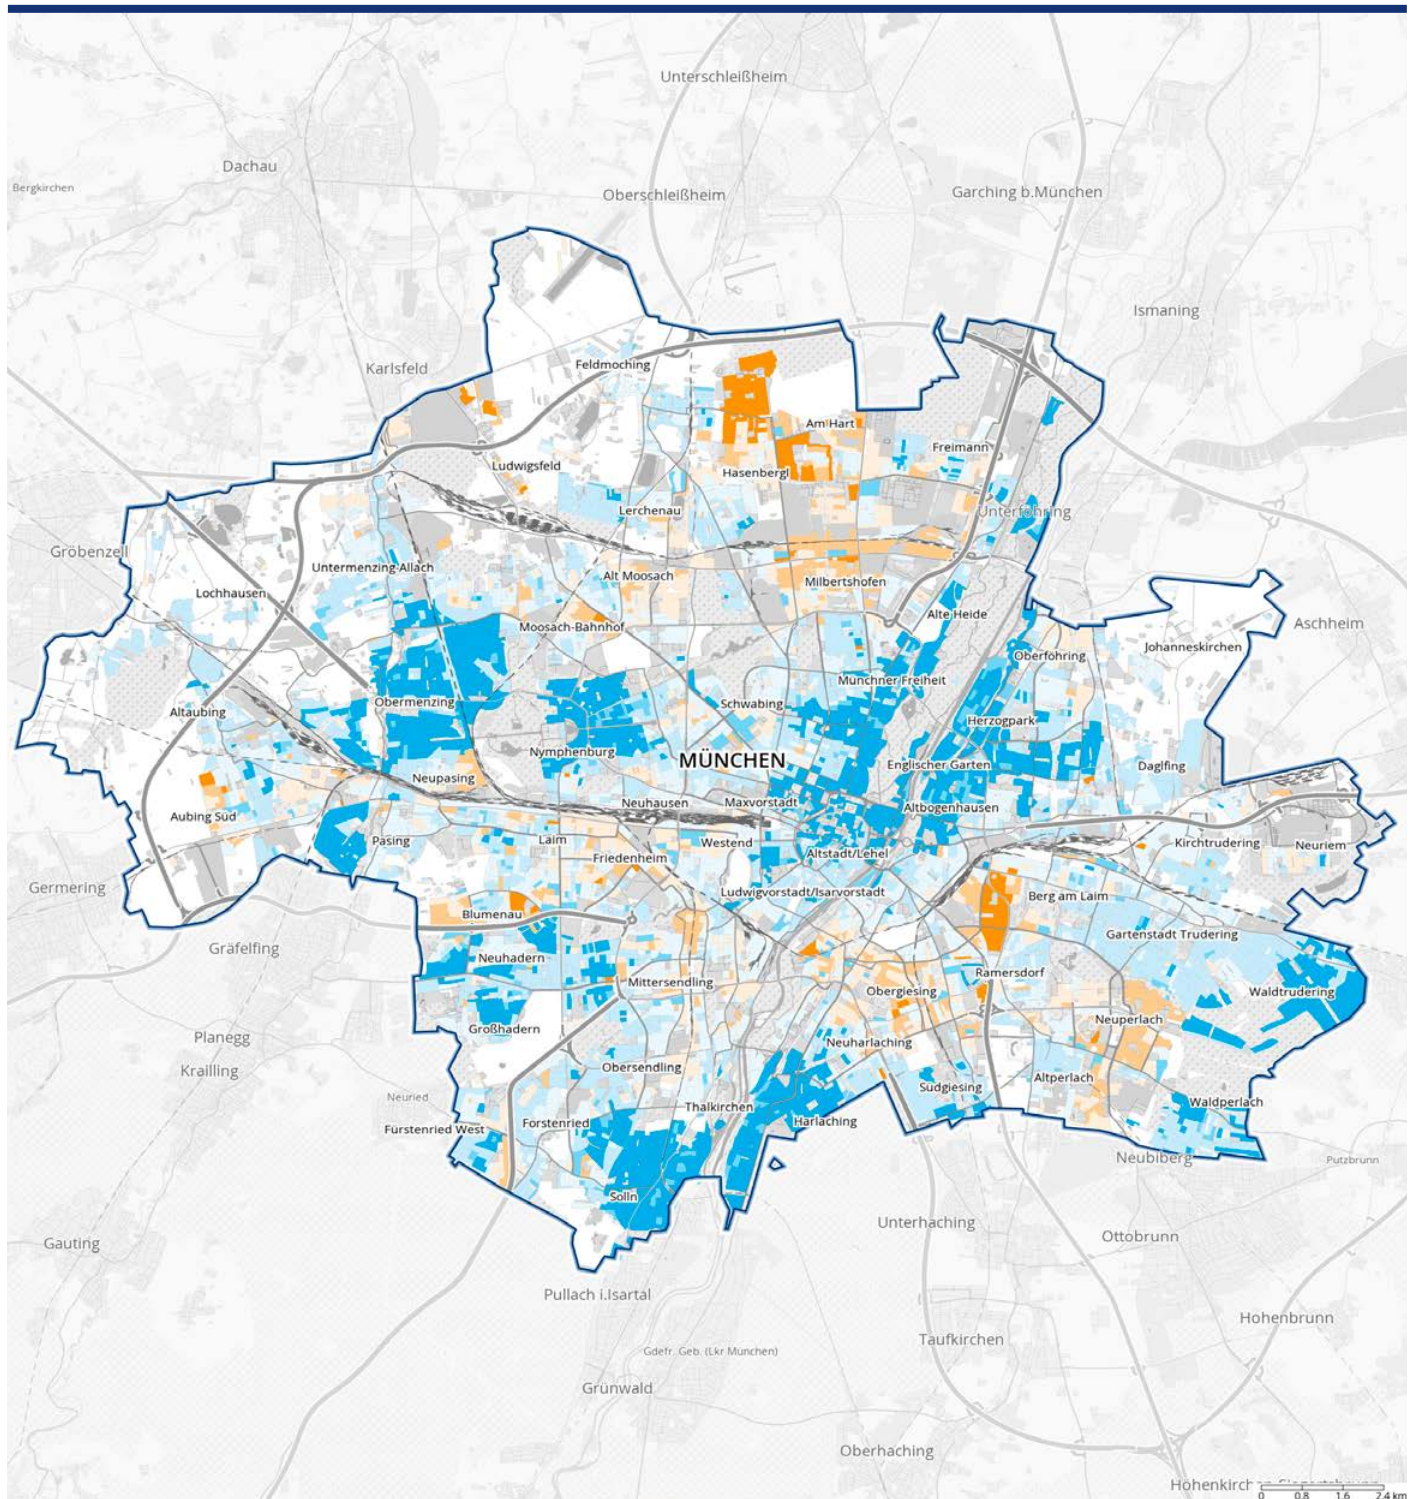 Unterschleißheim
Dachau
Bergkirchen
Oberschleißheim
Garching b.München
Ismaning
Karlsfeld
Feldmoching
Am Hart
Freimann
Ludwigsfeld
Hasenbergl
Lerchenau
Unterföhring
Gröbenzell
Untermenzing-Allach
Alt Moosach
Milbertshofen
Lochhausen
Alte Heide
Moosach-Bahnhof
Aschheim
Johanneskirchen
Oberföhring
Münchner Freiheit
Obermenzing
Schwabing
Altaubing
Herzogpark
Nymphenburg
MÜNCHEN
Englischer Garten
Daglfing
Neupasing
Neuhausen
Maxvorstadt
Altbogenhausen
Aubing Süd
Pasing
Laim
Westend
Kirchtrudering
Neuriem
Friedenheim
Altstadt/Lehel
Germering
Ludwigvorstadt/Isarvorstadt
Berg am Laim
Blumenau
Gartenstadt Trudering
Gräfelfing
Neuhadern
Ramersdorf
Mittersendling
Obergiesing
Waldtrudering
Großhadern
Neuperlach
Planegg
Neuharlaching
Krailling
Obersendling
Altperlach
Südgiesing
Neuried
Thalkirchen
Waldperlach
Fürstenried West
Forstenried
Harlaching
Neubiberg
Putzbrunn
Solln
Unterhaching
Ottobrunn
Gauting
Pullach i.Isartal
Hohenbrunn
Taufkirchen
Gdefr. Geb. (Lkr München)
Grünwald
Oberhaching
0 0.8 1.6 2.4 km